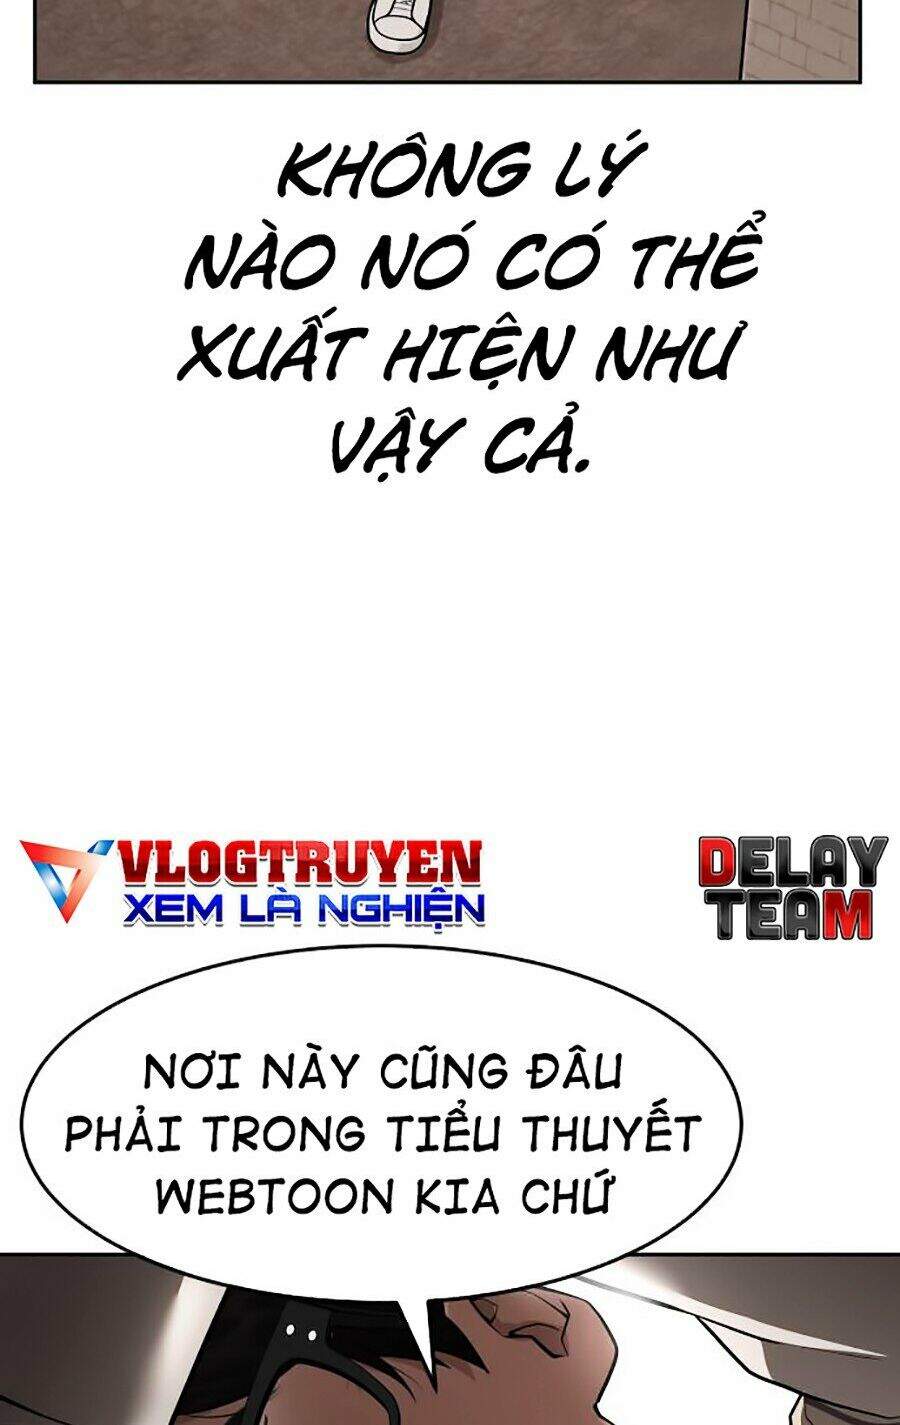 KHÔNG LÝ
NÀO NÓ CÓ THỂ
XUẤT HIỆN NHƯ
VẬY CẢ.
VLOGTRUYEN
XEM LÀ NGHIỆN
DELAY
TEAM
NƠI NÀY CŨNG ĐÂU
PHẢI TRONG TIỂU THUYẾT
WEBTOON KIA CHỨ